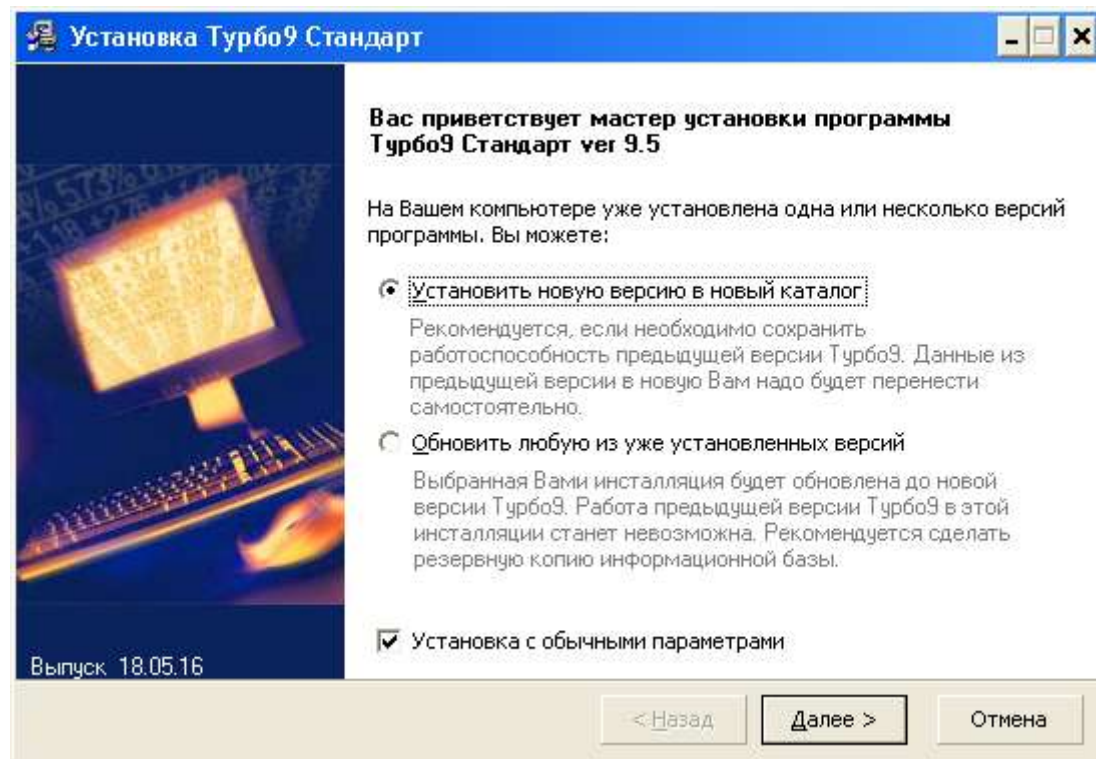 Установка Турбо9 Стандарт
Вас приветствует мастер установки программы
Турбо9 Стандарт ver 9.5
На Вашем компьютере уже установлена одна или несколько версий
программы. Вы можете:
Установить новую версию в новый каталог
Рекомендуется, если необходимо сохранить
работоспособность предыдущей версии Турбо9. Данные из
предыдущей версии в новую Вам надо будет перенести
самостоятельно.
Обновить любую из уже установленных версий
Выбранная Вами инсталляция будет обновлена до новой
версии Турбо9. Работа предыдущей версии Турбо9 в этой
инсталляции станет невозможна. Рекомендуется сделать
резервную копию информационной базы.
Установка с обычными параметрами
Выпуск 18.05.16
< Назад
Далее >
Отмена